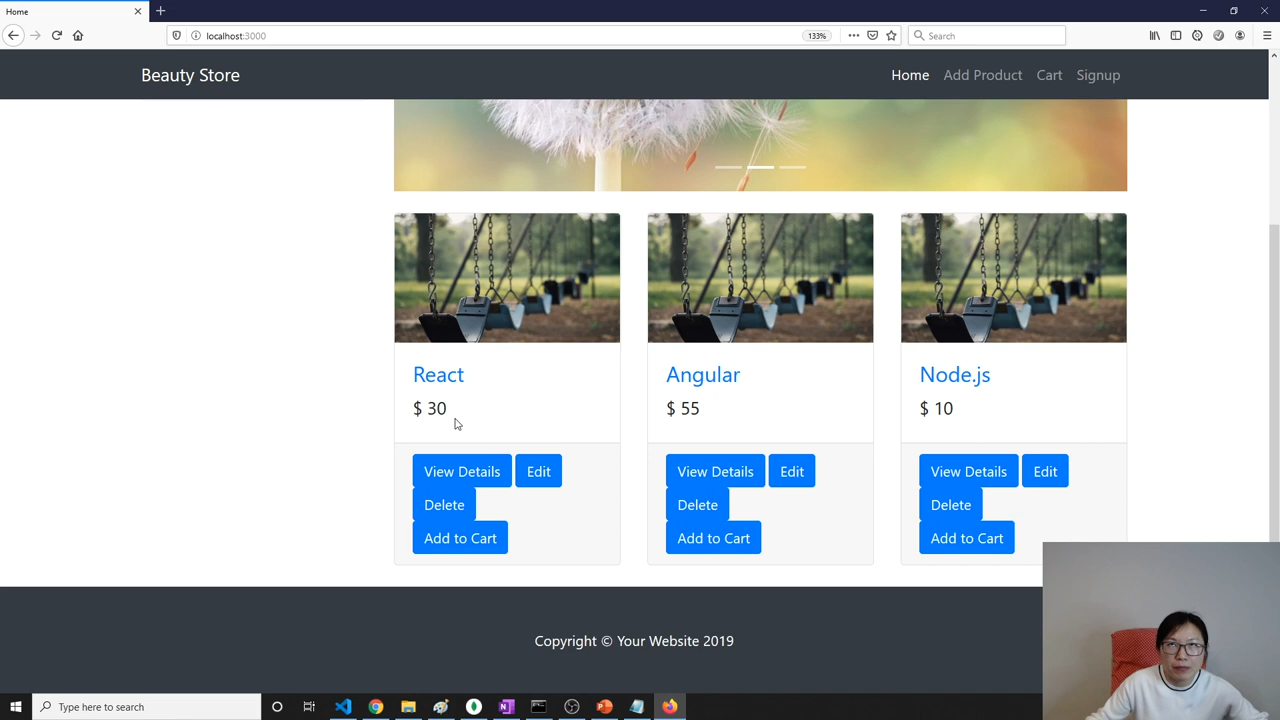 Home
localhost:3000
133%
Search
Beauty Store
Home Add Product Cart Signup
React
$ 30
View Details Edit
Delete
Add to Cart
Angular
$ 55
View Details Edit
Delete
Add to Cart
Node.js
$ 10
View Details Edit
Delete
Add to Cart
Copyright © Your Website 2019
Type here to search